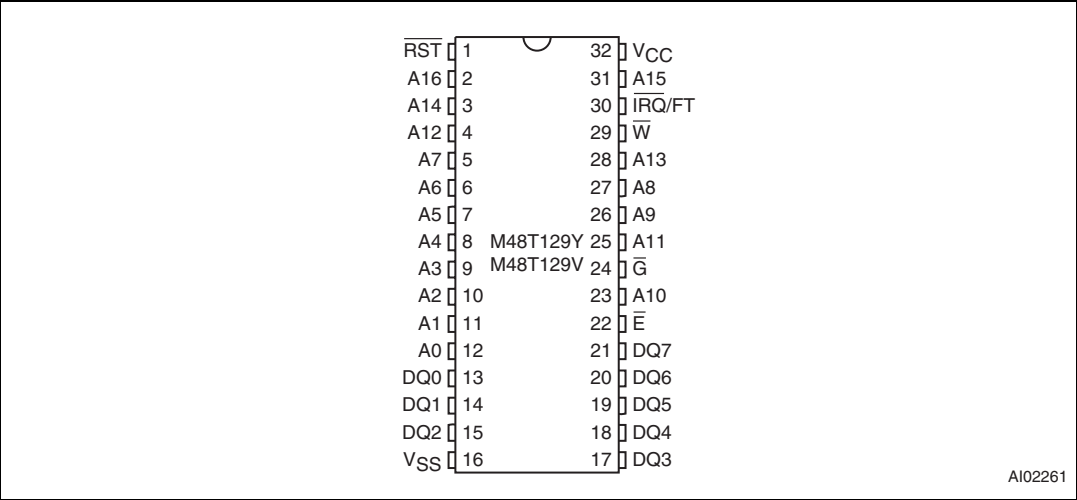 R̅S̅T̅ 1 32 VCC
A16 2 31 A15
A14 3 30 I̅R̅Q̅/FT
A12 4 29 W̅
A7 5 28 A13
A6 6 27 A8
A5 7 26 A9
A4 8 M48T129Y 25 A11
A3 9 M48T129V 24 G̅
A2 10 23 A10
A1 11 22 E̅
A0 12 21 DQ7
DQ0 13 20 DQ6
DQ1 14 19 DQ5
DQ2 15 18 DQ4
VSS 16 17 DQ3
AI02261